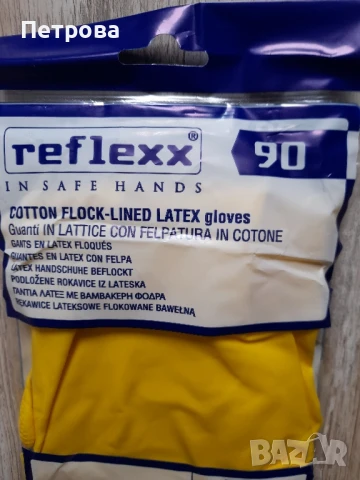 Петрова
reflexx®
90
IN SAFE HANDS
COTTON FLOCK-LINED LATEX gloves
Guanti IN LATTICE CON FELPATURA IN COTONE
GANTS EN LATEX FLOQUÉS
GUANTES EN LATEX CON FELPA
LATEX HANDSCHUHE BEFLOCKT
PODLOŽENE ROKAVICE IZ LATEKSA
ΓΑΝΤΙΑ ΛΑΤΕΞ ΜΕ ΒΑΜΒΑΚΕΡΗ ΦΟΔΡΑ
RĘKAWICE LATEKSOWE FLOKOWANE BAWEŁNĄ
BAZAR